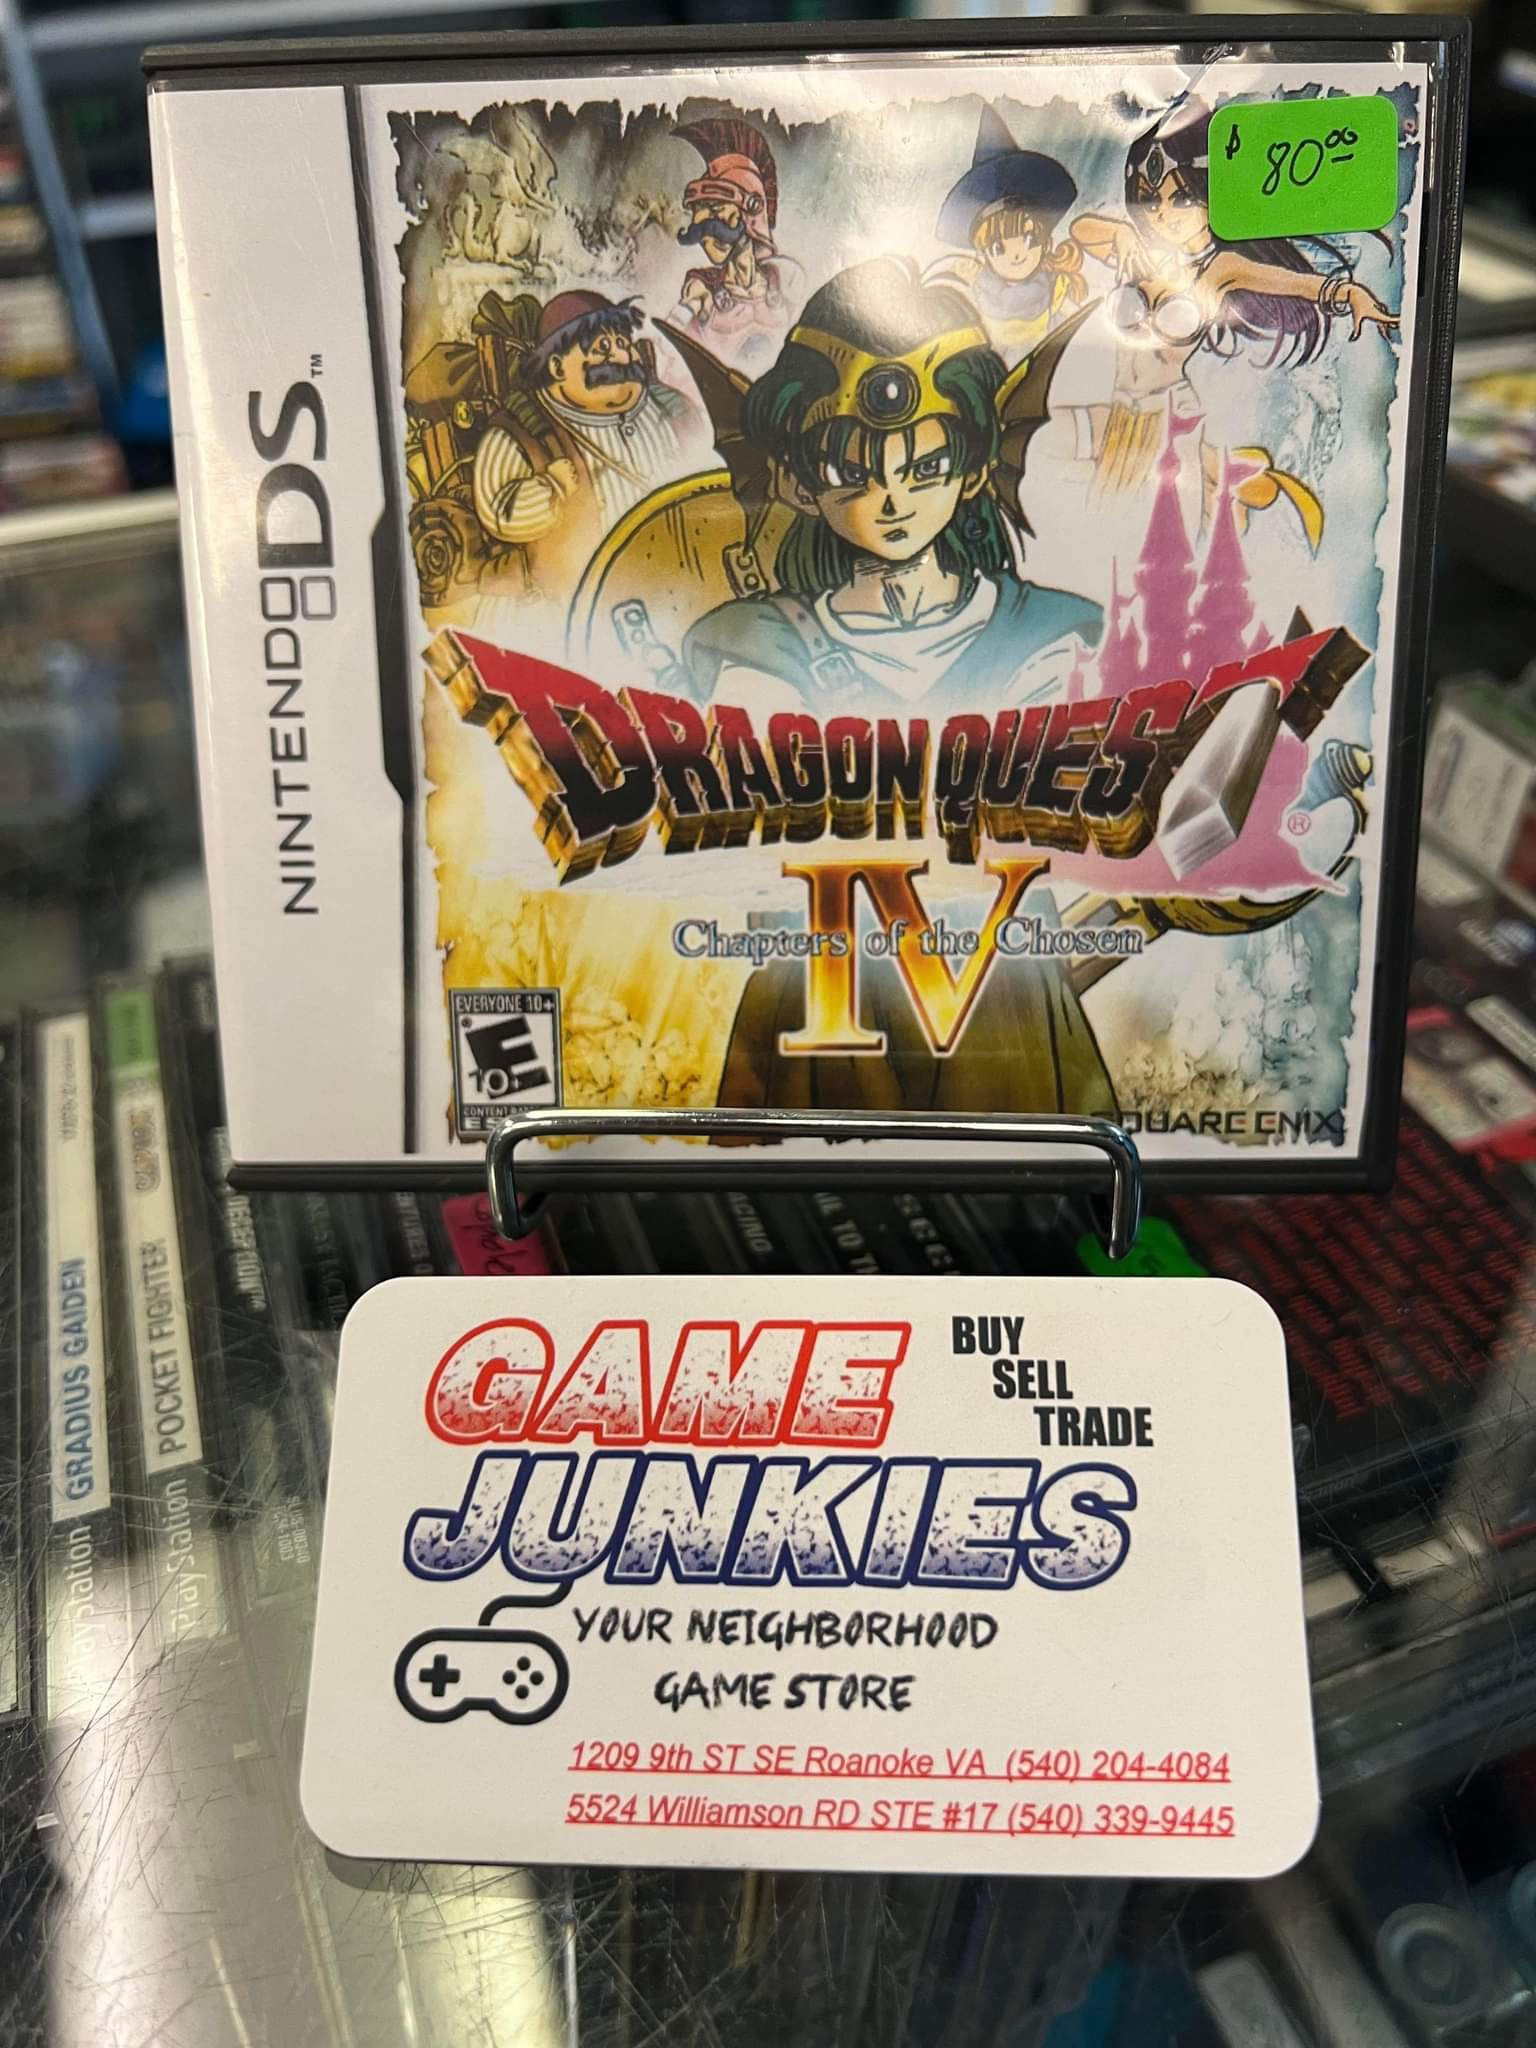 $ 80.00
NINTENDO DS™
DRAGON QUEST®
IV
Chapters of the Chosen
EVERYONE 10+
E
10+
SQUARE ENIX
GRADIUS GAIDEN
PlayStation
POCKET FIGHTER
PlayStation
CAPCOM
GAME
JUNKIES
BUY
SELL
TRADE
YOUR NEIGHBORHOOD
GAME STORE
1209 9th ST SE Roanoke VA (540) 204-4084
5524 Williamson RD STE #17 (540) 339-9445